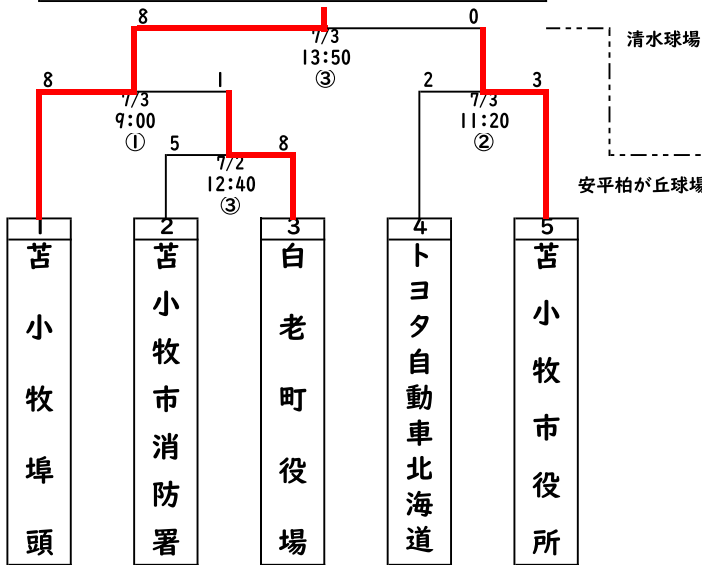 8 0
7/3
13:50
③
清水球場
8 1 2 3
7/3 7/3
9:00 11:20
① ②
5 8
7/2
12:40
③
安平柏が丘球場
1 2 3 4 5
苫小牧埠頭
苫小牧市消防署
白老町役場
トヨタ自動車北海道
苫小牧市役所